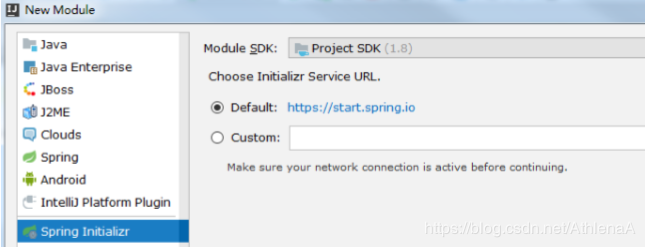 New Module
Java
Java Enterprise
JBoss
J2ME
Clouds
Spring
Android
IntelliJ Platform Plugin
Spring Initializr
Module SDK: Project SDK (1.8)
Choose Initializr Service URL.
Default: https://start.spring.io
Custom:
Make sure your network connection is active before continuing.
https://blog.csdn.net/AthlenaA